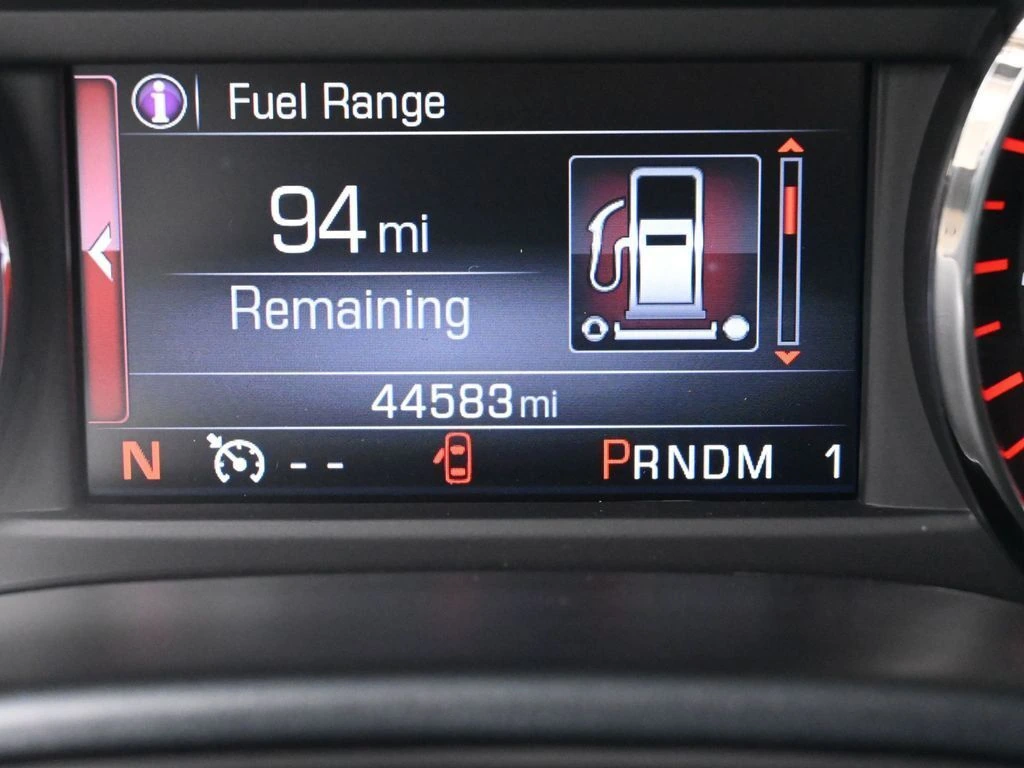 i Fuel Range
94 mi
Remaining
44583 mi
N -- PRNDM 1